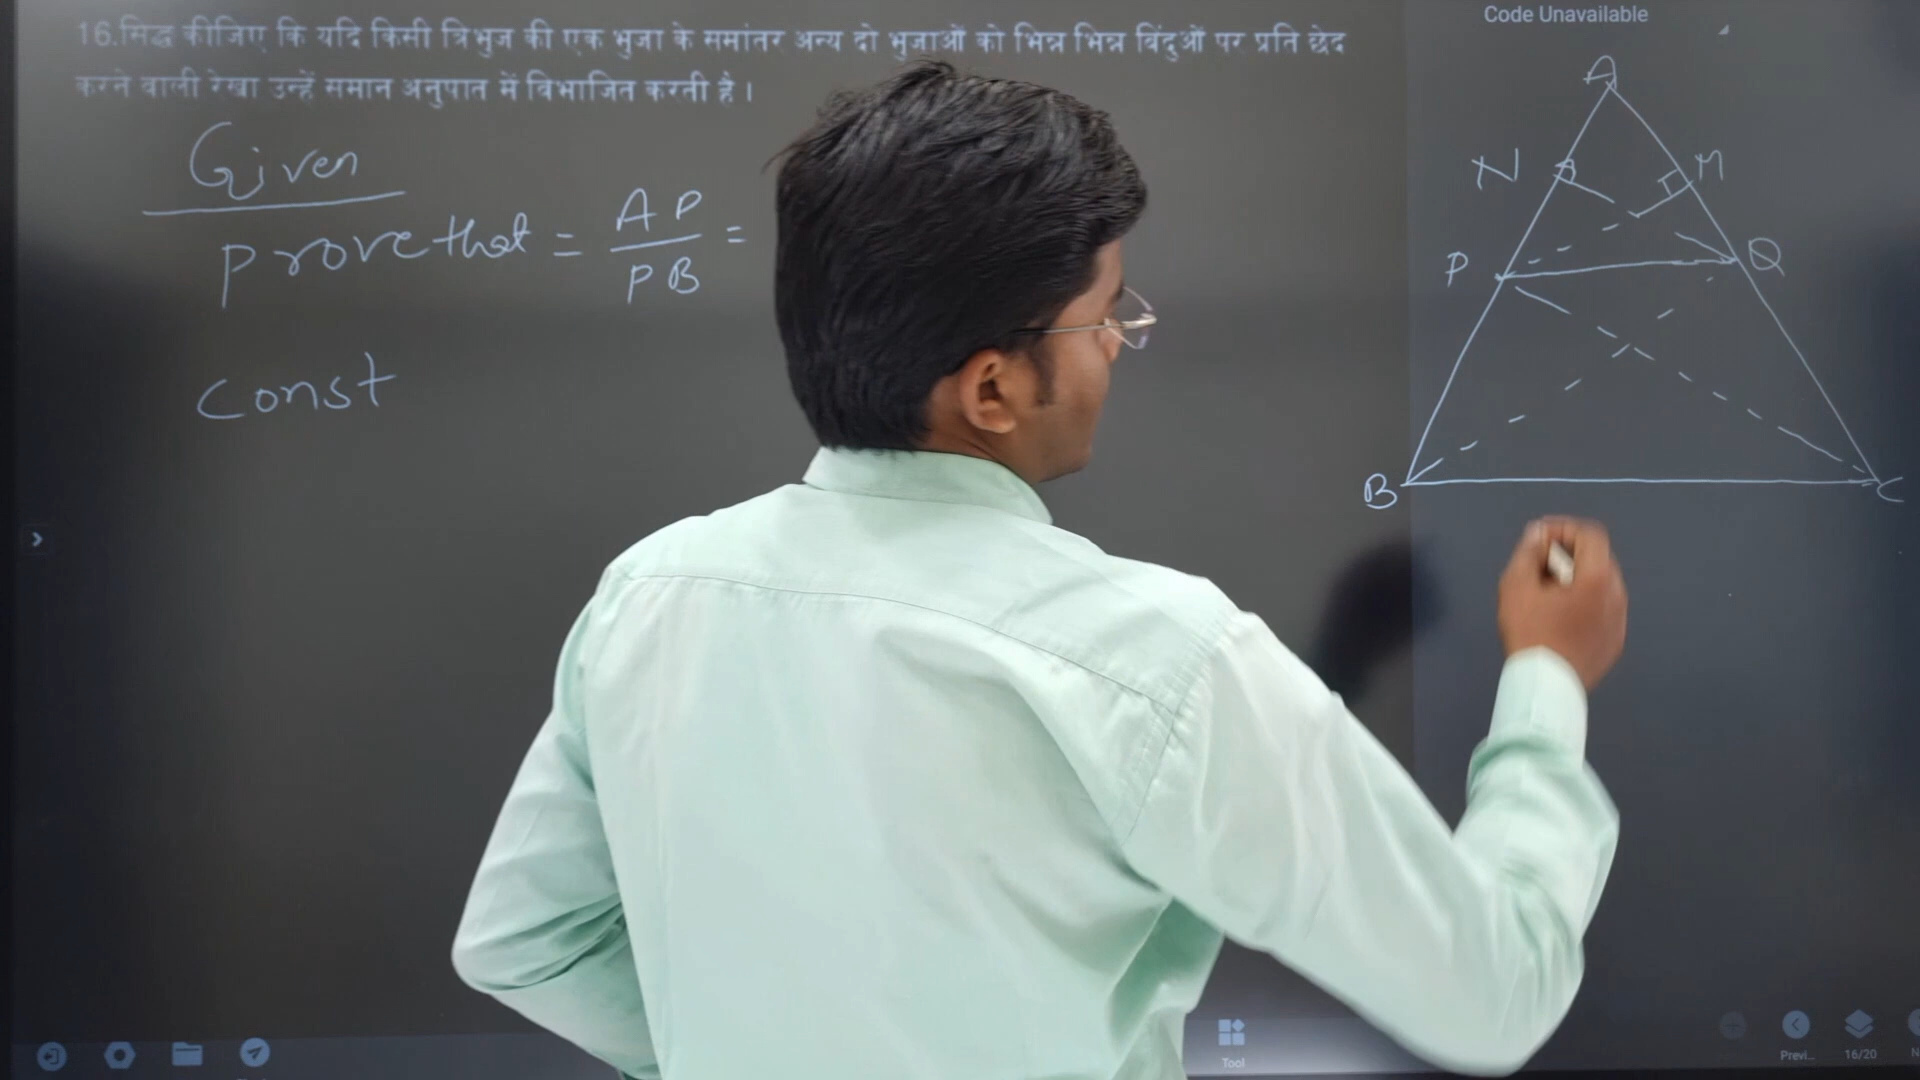 Code Unavailable
16.सिद्ध कीजिए कि यदि किसी त्रिभुज की एक भुजा के समांतर अन्य दो भुजाओं को भिन्न भिन्न बिंदुओं पर प्रति छेद
करने वाली रेखा उन्हें समान अनुपात में विभाजित करती है ।
Given
prove that = AP/PB =
const
A
N M
P Q
B C
Tool
Previ... 16/20 N